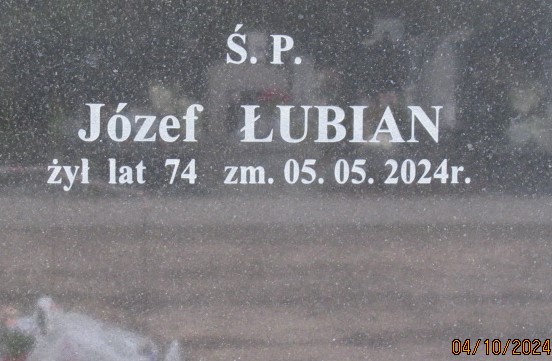 Ś. P.
Józef ŁUBIAN
żył lat 74 zm. 05. 05. 2024r.
04/10/2024